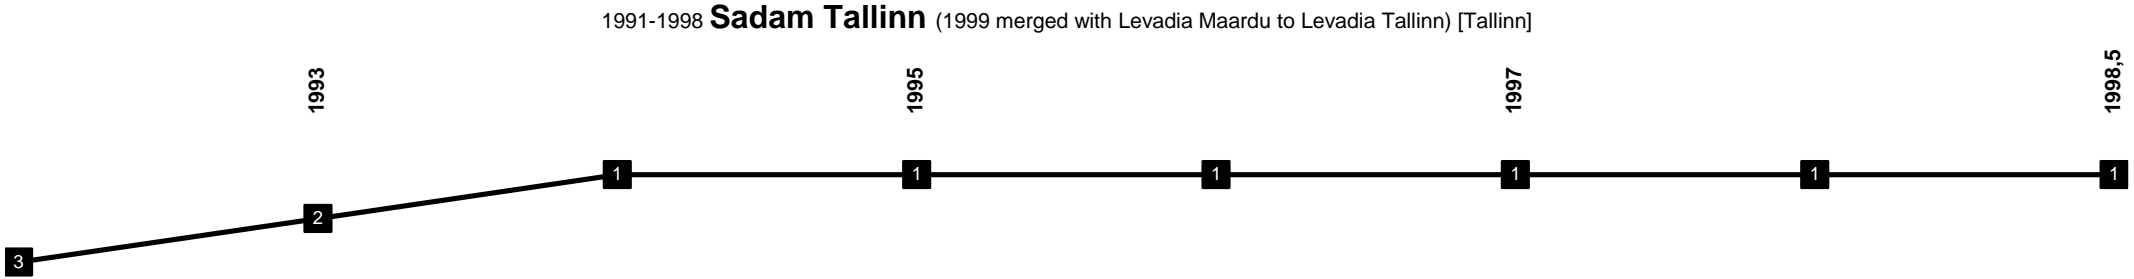 1991-1998 Sadam Tallinn (1999 merged with Levadia Maardu to Levadia Tallinn) [Tallinn]
1993 1995 1997 1998,5
1 1 1 1 1 1
2
3